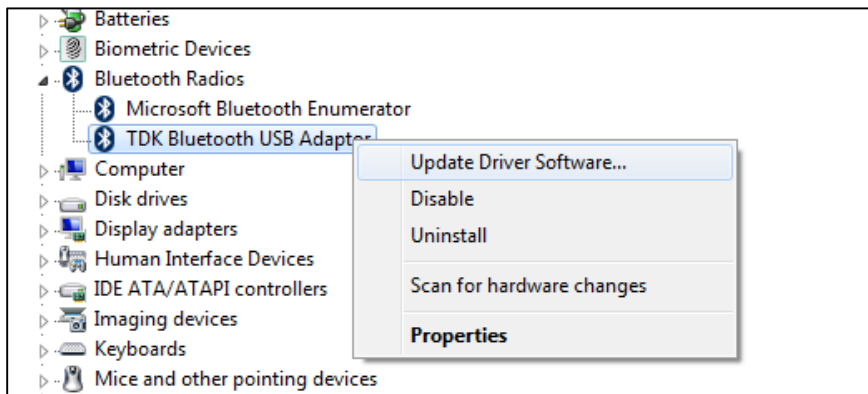 Batteries
Biometric Devices
Bluetooth Radios
Microsoft Bluetooth Enumerator
TDK Bluetooth USB Adapter
Update Driver Software...
Computer
Disk drives
Disable
Display adapters
Uninstall
Human Interface Devices
IDE ATA/ATAPI controllers
Scan for hardware changes
Imaging devices
Properties
Keyboards
Mice and other pointing devices